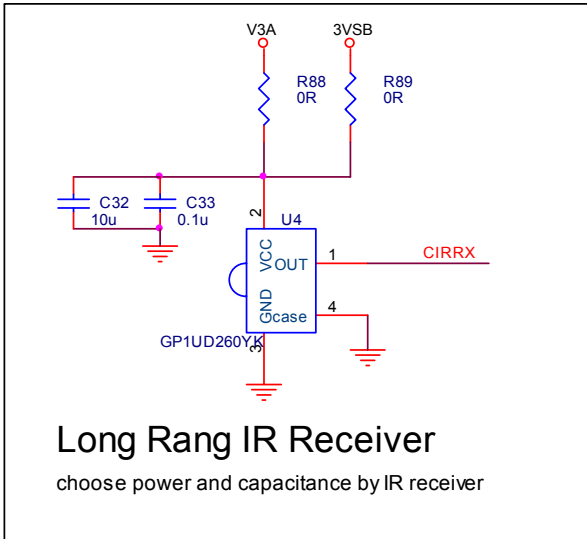 V3A 3VSB
R88 R89
0R 0R
C32 C33
10u 0.1u
2 U4
VCC OUT 1 CIRRX
GND case 4
GP1UD260YK
3
Long Rang IR Receiver
choose power and capacitance by IR receiver